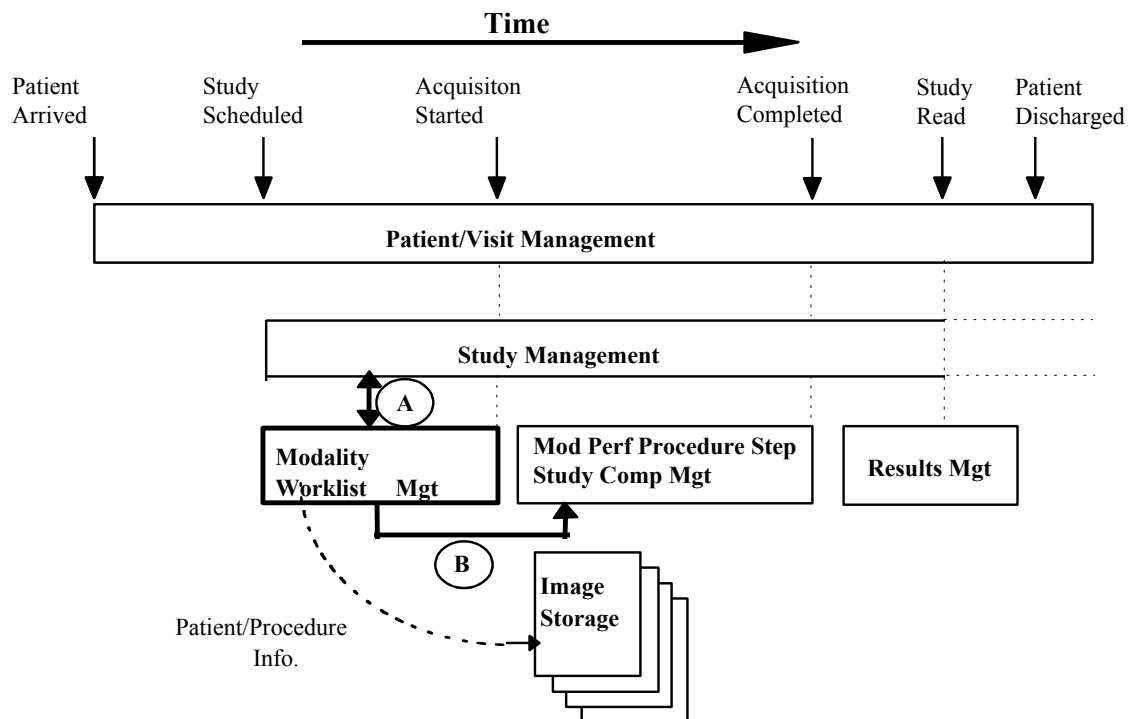 Time
Patient
Arrived
Study
Scheduled
Acquisiton
Started
Acquisition
Completed
Study
Read
Patient
Discharged
Patient/Visit Management
Study Management
A
Modality
Worklist Mgt
Mod Perf Procedure Step
Study Comp Mgt
Results Mgt
B
Image
Storage
Patient/Procedure
Info.